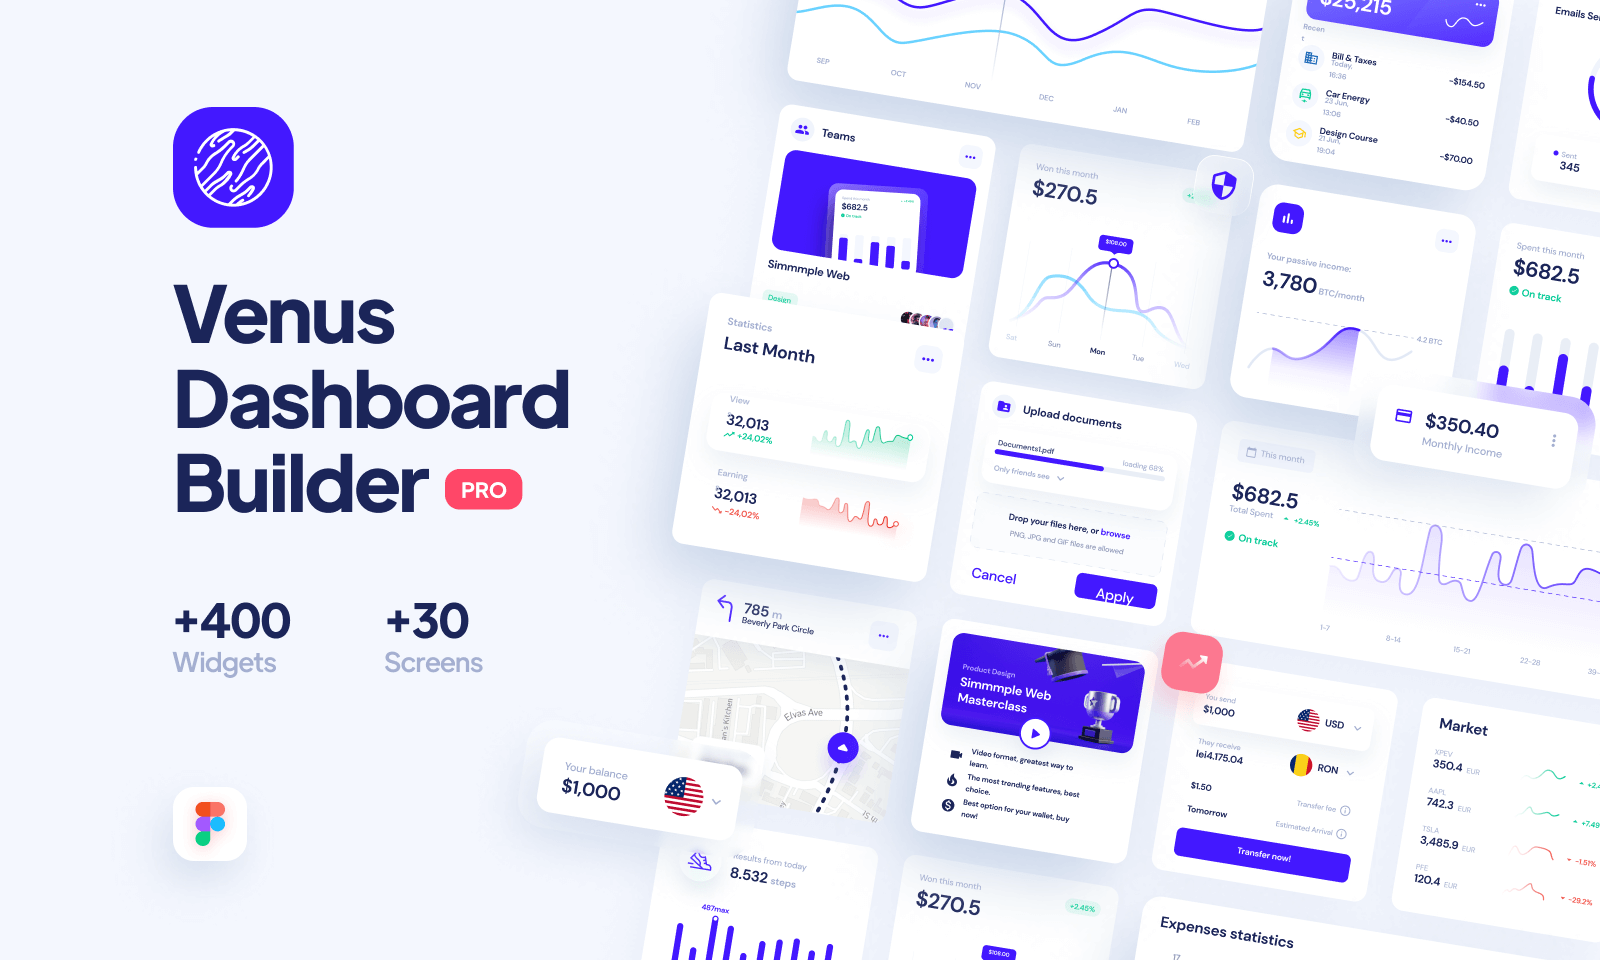 Venus
Dashboard
Builder PRO
+400
Widgets
+30
Screens
SEP
OCT
NOV
DEC
JAN
FEB
$25,215
Recen
t
Bill & Taxes
Today,
16:36
-$154.50
Car Energy
23 Jun,
13:06
-$40.50
Design Course
21 Jun,
19:04
-$70.00
Emails Se
Sent
345
Teams
$682.5
On track
Simmmple Web
Design
Won this month
$270.5
$108.00
Sat
Sun
Mon
Tue
Wed
Your passive income:
3,780 BTC/month
4.2 BTC
Spent this month
$682.5
On track
Statistics
Last Month
View
32,013
+24,02%
Earning
32,013
-24,02%
Upload documents
Documents1.pdf
loading 68%
Only friends see
Drop your files here, or browse
PNG, JPG and GIF files are allowed
Cancel
Apply
$350.40
Monthly Income
This month
$682.5
Total Spent
+2.45%
On track
1-7
8-14
15-21
22-28
785 m
Beverly Park Circle
Elvas Ave
an's Kitchen
Your balance
$1,000
Product Design
Simmmple Web
Masterclass
Video format, greatest way to
learn.
The most trending features, best
choice.
Best option for your wallet, buy
now!
You send
$1,000
USD
They receive
lei4.175.04
RON
$1.50
Transfer fee
Tomorrow
Estimated Arrival
Transfer now!
Market
XPEV
350.4 EUR
AAPL
742.3 EUR
+7.49
TSLA
3,485.9 EUR
-1.51%
PFE
120.4 EUR
-29.2%
Results from today
8.532 steps
487max
Won this month
$270.5
+2.45%
$108.00
Expenses statistics
17